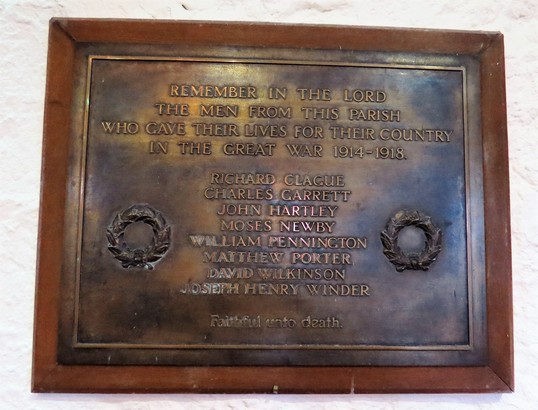 REMEMBER IN THE LORD
THE MEN FROM THIS PARISH
WHO GAVE THEIR LIVES FOR THEIR COUNTRY
IN THE GREAT WAR 1914-1918.
RICHARD CLAGUE
CHARLES GARRETT
JOHN HARTLEY
MOSES NEWBY
WILLIAM PENNINGTON
MATTHEW PORTER
DAVID WILKINSON
JOSEPH HENRY WINDER
Faithful unto death.